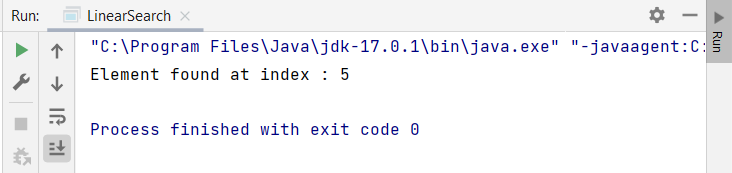 Run: LinearSearch
"C:\Program Files\Java\jdk-17.0.1\bin\java.exe" "-javaagent:C:
Element found at index : 5
Process finished with exit code 0
Run